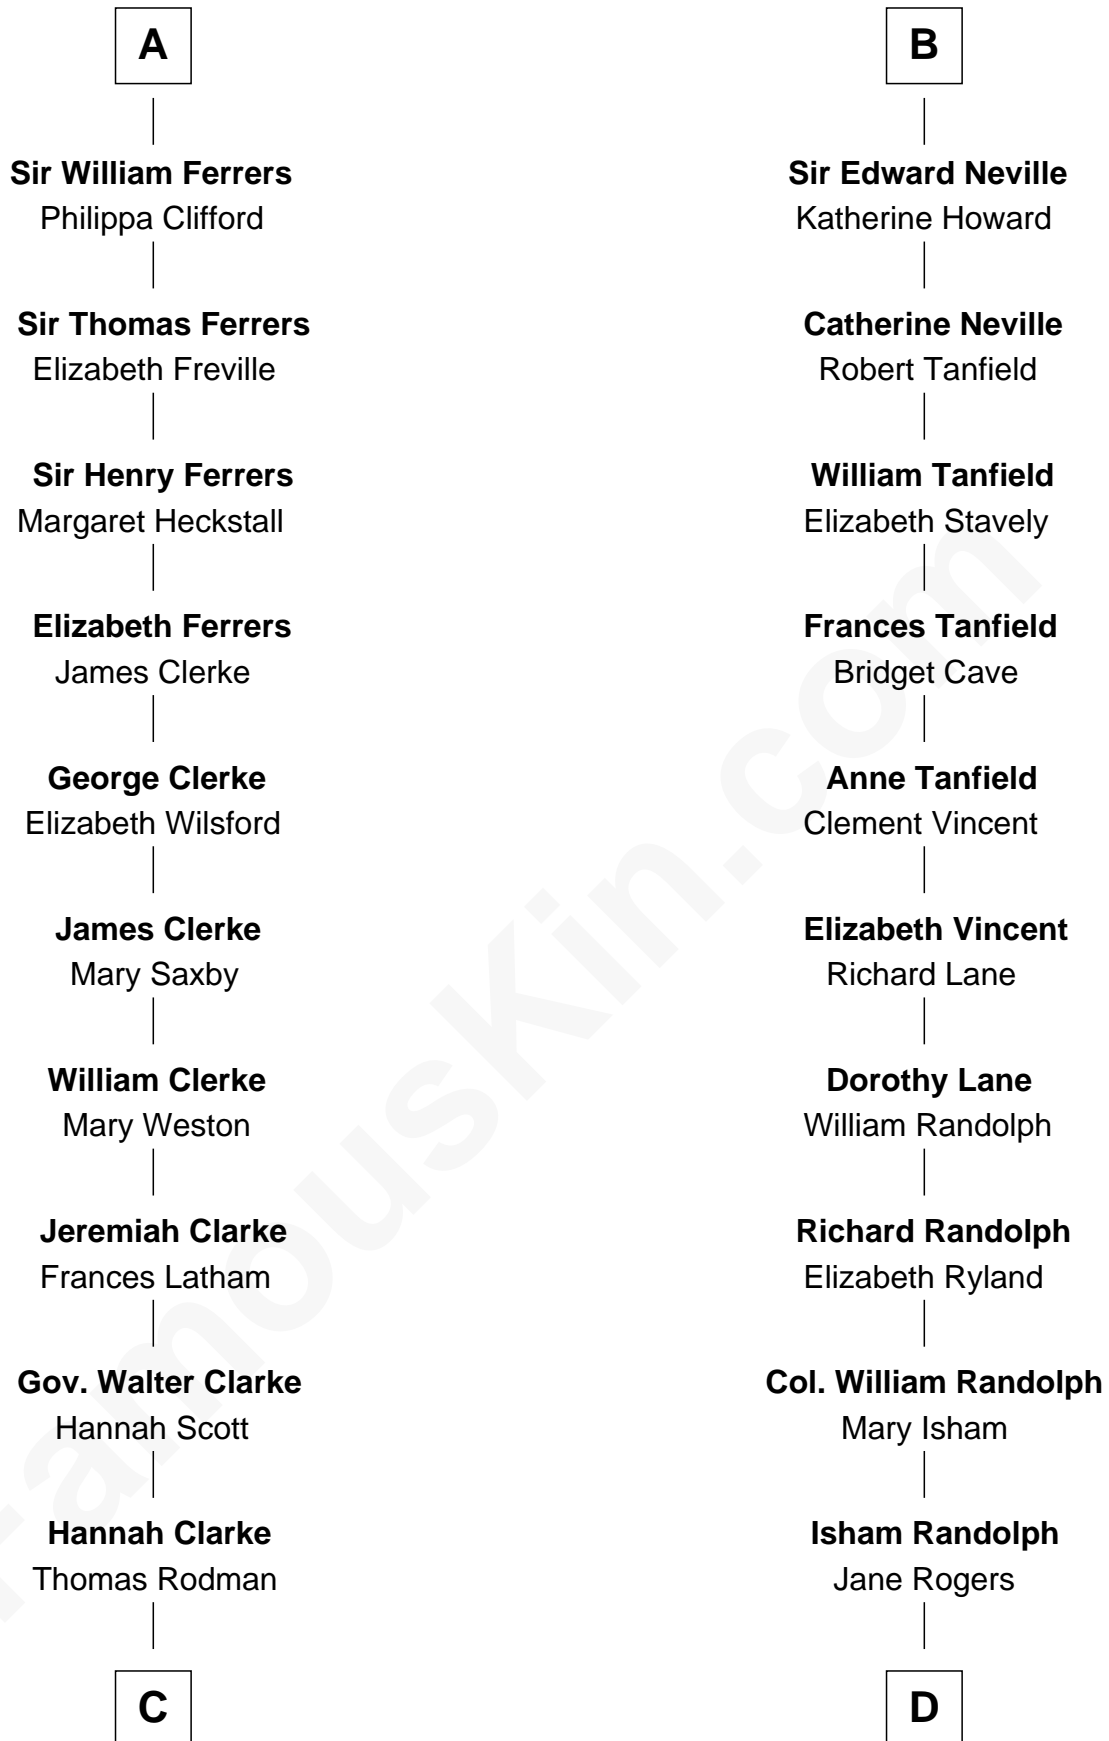 A
Sir William Ferrers
Philippa Clifford
Sir Thomas Ferrers
Elizabeth Freville
Sir Henry Ferrers
Margaret Heckstall
Elizabeth Ferrers
James Clerke
George Clerke
Elizabeth Wilsford
James Clerke
Mary Saxby
William Clerke
Mary Weston
Jeremiah Clarke
Frances Latham
Gov. Walter Clarke
Hannah Scott
Hannah Clarke
Thomas Rodman
C
B
Sir Edward Neville
Katherine Howard
Catherine Neville
Robert Tanfield
William Tanfield
Elizabeth Stavely
Frances Tanfield
Bridget Cave
Anne Tanfield
Clement Vincent
Elizabeth Vincent
Richard Lane
Dorothy Lane
William Randolph
Richard Randolph
Elizabeth Ryland
Col. William Randolph
Mary Isham
Isham Randolph
Jane Rogers
D
FamousKin.com